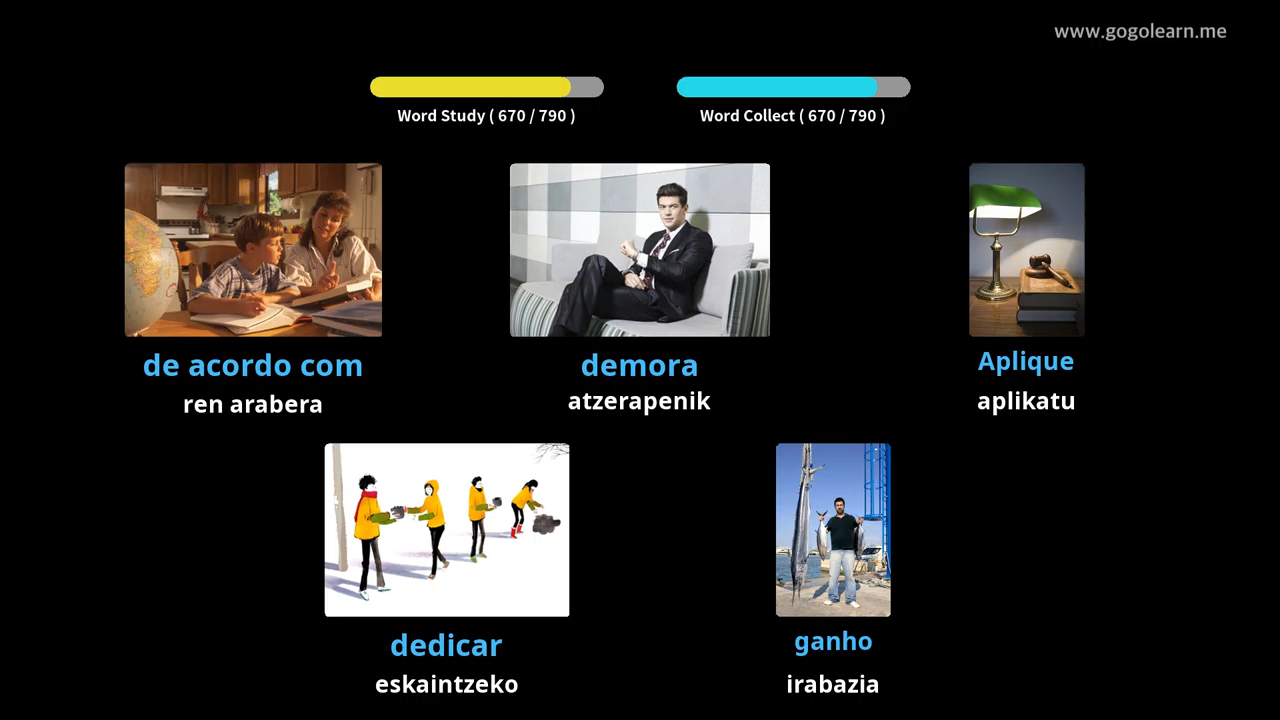 www.gogolearn.me
Word Study ( 670 / 790 )
Word Collect ( 670 / 790 )
de acordo com
ren arabera
demora
atzerapenik
Aplique
aplikatu
dedicar
eskaintzeko
ganho
irabazia